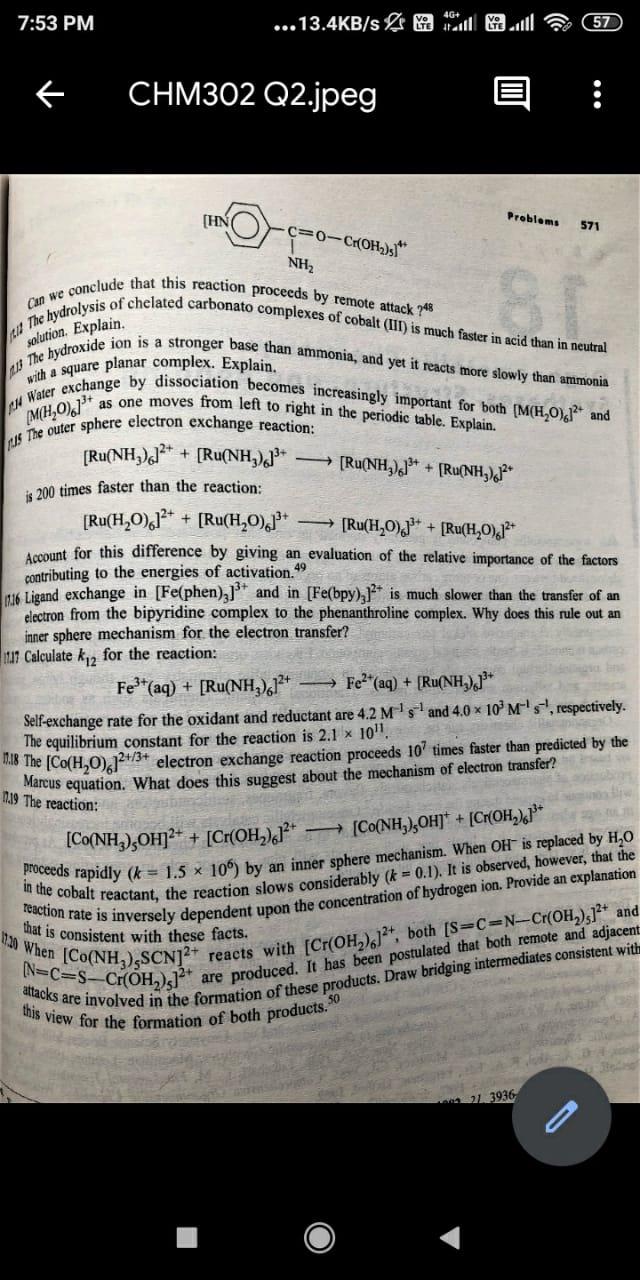 7:53 PM
...13.4KB/s Vo LTE 4G+ Vo LTE 57
CHM302 Q2.jpeg
Problems 571
[HN C=O—Cr(OH₂)₅]⁴⁺
NH₂
Can we conclude that this reaction proceeds by remote attack ?⁴⁸
17.12 The hydrolysis of chelated carbonato complexes of cobalt (III) is much faster in acid than in neutral
solution. Explain.
17.13 The hydroxide ion is a stronger base than ammonia, and yet it reacts more slowly than ammonia
with a square planar complex. Explain.
17.14 Water exchange by dissociation becomes increasingly important for both [M(H₂O)₆]²⁺ and
[M(H₂O)₆]³⁺ as one moves from left to right in the periodic table. Explain.
17.15 The outer sphere electron exchange reaction:
[Ru(NH₃)₆]²⁺ + [Ru(NH₃)₆]³⁺ ⟶ [Ru(NH₃)₆]³⁺ + [Ru(NH₃)₆]²⁺
is 200 times faster than the reaction:
[Ru(H₂O)₆]²⁺ + [Ru(H₂O)₆]³⁺ ⟶ [Ru(H₂O)₆]³⁺ + [Ru(H₂O)₆]²⁺
Account for this difference by giving an evaluation of the relative importance of the factors
contributing to the energies of activation.⁴⁹
17.16 Ligand exchange in [Fe(phen)₃]³⁺ and in [Fe(bpy)₃]²⁺ is much slower than the transfer of an
electron from the bipyridine complex to the phenanthroline complex. Why does this rule out an
inner sphere mechanism for the electron transfer?
17.17 Calculate k₁₂ for the reaction:
Fe³⁺(aq) + [Ru(NH₃)₆]²⁺ ⟶ Fe²⁺(aq) + [Ru(NH₃)₆]³⁺
Self-exchange rate for the oxidant and reductant are 4.2 M⁻¹ s⁻¹ and 4.0 × 10³ M⁻¹ s⁻¹, respectively.
The equilibrium constant for the reaction is 2.1 × 10¹¹.
17.18 The [Co(H₂O)₆]²⁺ᐟ³⁺ electron exchange reaction proceeds 10⁷ times faster than predicted by the
Marcus equation. What does this suggest about the mechanism of electron transfer?
17.19 The reaction:
[Co(NH₃)₅OH]²⁺ + [Cr(OH₂)₆]²⁺ ⟶ [Co(NH₃)₅OH]⁺ + [Cr(OH₂)₆]³⁺
proceeds rapidly (k = 1.5 × 10⁶) by an inner sphere mechanism. When OH⁻ is replaced by H₂O
in the cobalt reactant, the reaction slows considerably (k = 0.1). It is observed, however, that the
reaction rate is inversely dependent upon the concentration of hydrogen ion. Provide an explanation
that is consistent with these facts.
17.20 When [Co(NH₃)₅SCN]²⁺ reacts with [Cr(OH₂)₆]²⁺, both [S=C=N—Cr(OH₂)₅]²⁺ and
[N=C=S—Cr(OH₂)₅]²⁺ are produced. It has been postulated that both remote and adjacent
attacks are involved in the formation of these products. Draw bridging intermediates consistent with
this view for the formation of both products.⁵⁰
21, 3936-